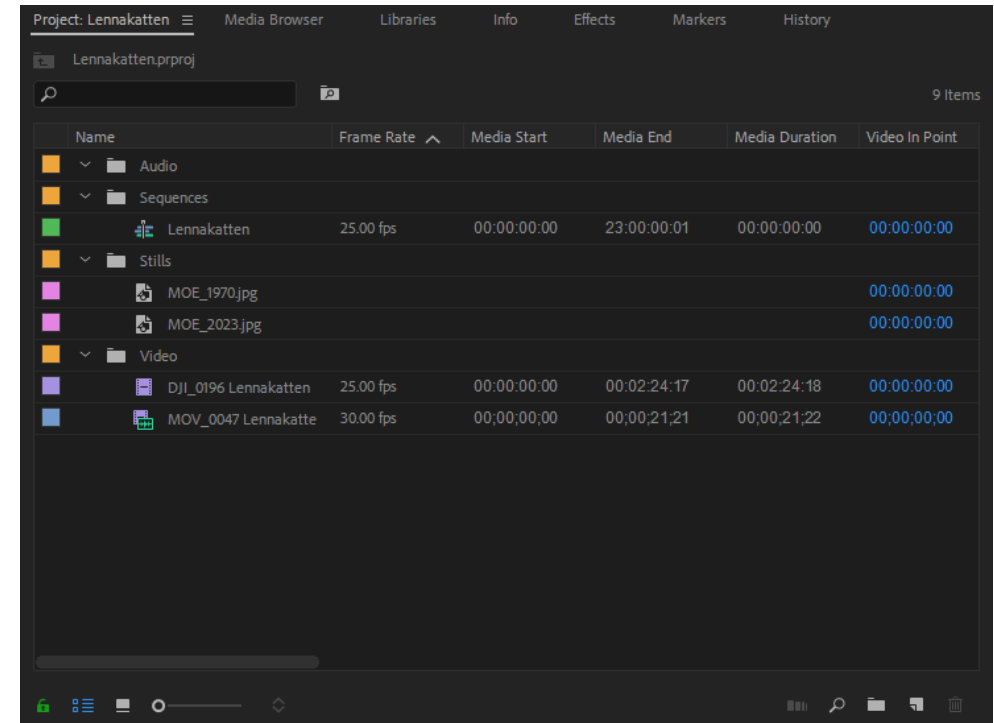 Project: Lennakatten Media Browser Libraries Info Effects Markers History
Lennakatten.prproj
9 Items
Name Frame Rate Media Start Media End Media Duration Video In Point
Audio
Sequences
Lennakatten 25.00 fps 00:00:00:00 23:00:00:01 00:00:00:00 00:00:00:00
Stills
MOE_1970.jpg 00:00:00:00
MOE_2023.jpg 00:00:00:00
Video
DJI_0196 Lennakatten 25.00 fps 00:00:00:00 00:02:24:17 00:02:24:18 00:00:00:00
MOV_0047 Lennakatte 30.00 fps 00;00;00;00 00;00;21;21 00;00;21;22 00;00;00;00